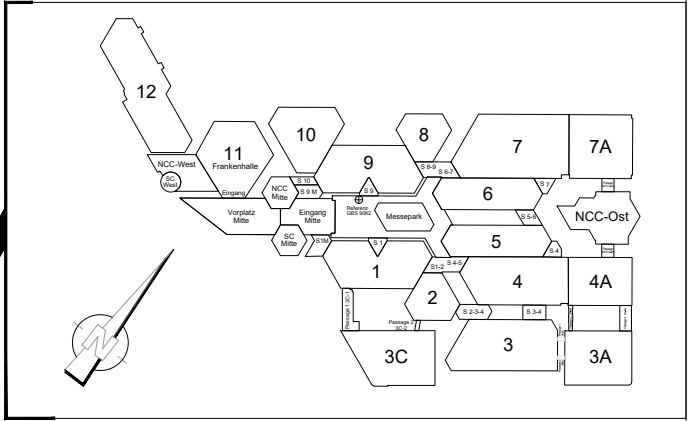 12
NCC-West
SC
West
11
Frankenhalle
Eingang
10
S 10
S 9 M
NCC
Mitte
Vorplatz
Mitte
Eingang
Mitte
SC
Mitte
S1M
9
S 9
Referenz
GBS 9082
Messepark
8
S 8-9
S 6-7
7
7A
6
S 7
S 5-6
NCC-Ost
5
S 4
S 1
1
S1-2
S 4-5
2
4
4A
Passage 1 3C-1
Passage 2
3C-2
S 2-3-4
S 3-4
3C
3
3A
N